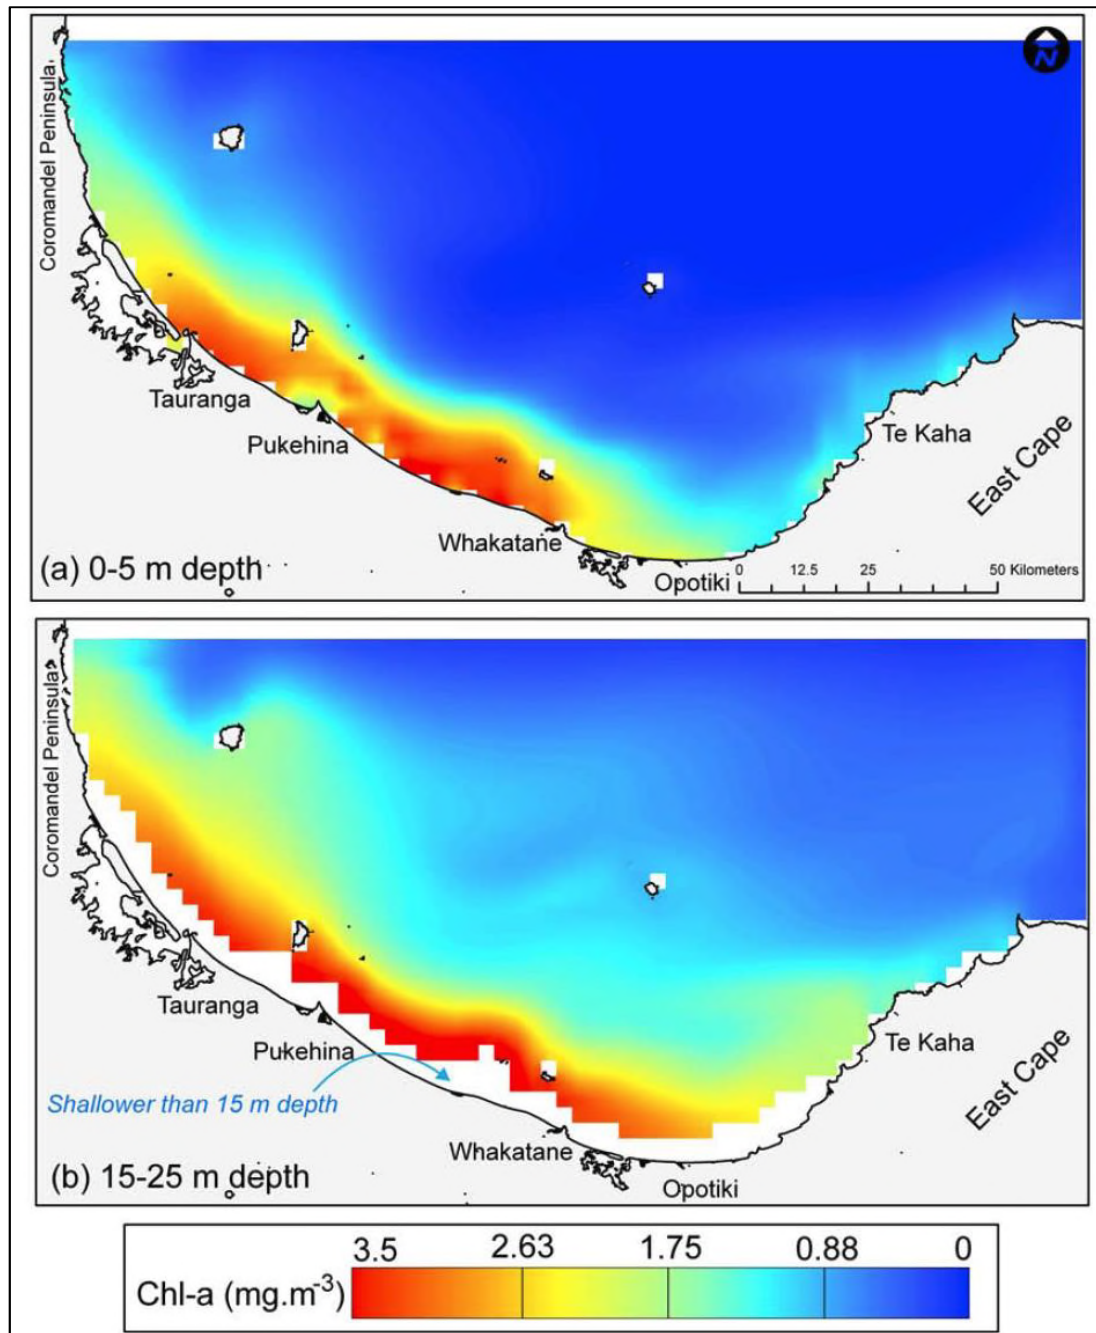 N
Coromandel Peninsula
Tauranga
Pukehina
Te Kaha
East Cape
Whakatane
Opotiki
0 12.5 25 50 Kilometers
(a) 0-5 m depth
Coromandel Peninsula
Tauranga
Pukehina
Te Kaha
East Cape
Shallower than 15 m depth
Whakatane
Opotiki
(b) 15-25 m depth
3.5 2.63 1.75 0.88 0
Chl-a (mg.m⁻³)